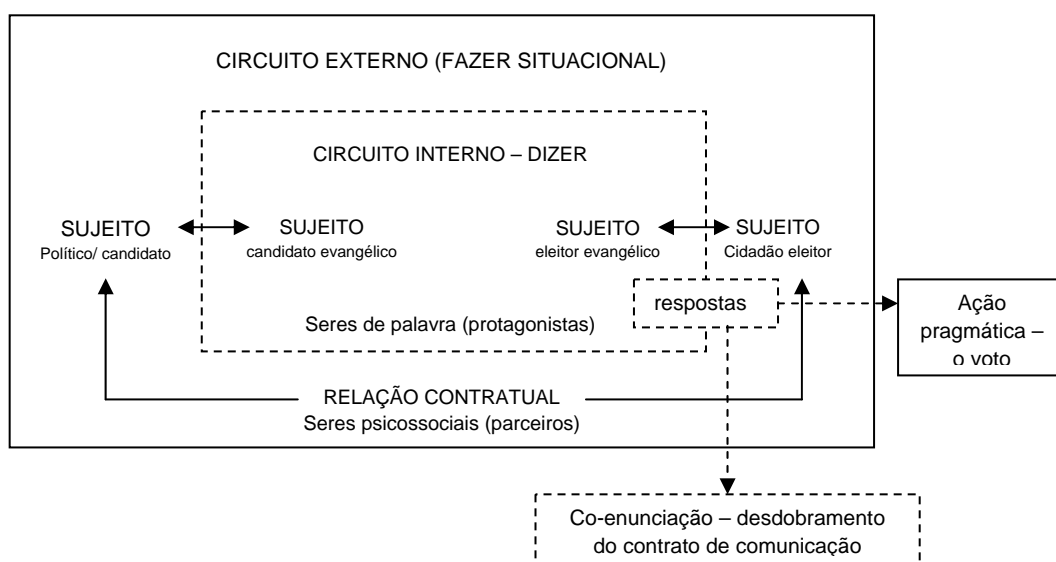 CIRCUITO EXTERNO (FAZER SITUACIONAL)
CIRCUITO INTERNO – DIZER
SUJEITO
Político/ candidato
SUJEITO
candidato evangélico
SUJEITO
eleitor evangélico
SUJEITO
Cidadão eleitor
respostas
Ação
pragmática –
o voto
Seres de palavra (protagonistas)
RELAÇÃO CONTRATUAL
Seres psicossociais (parceiros)
Co-enunciação – desdobramento
do contrato de comunicação